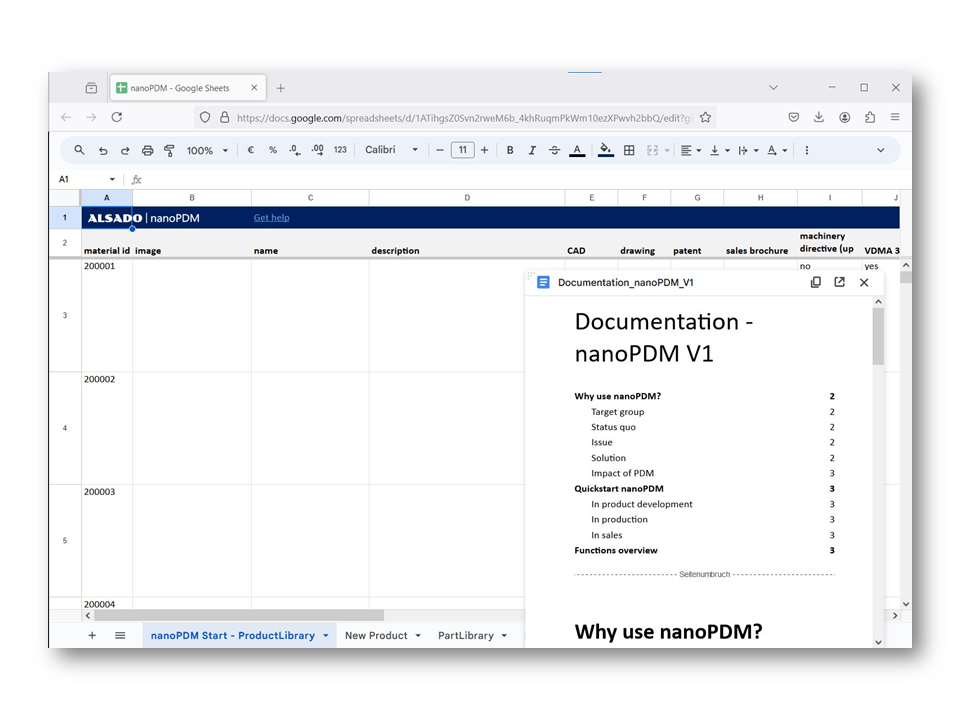 nanoPDM - Google Sheets
https://docs.google.com/spreadsheets/d/1ATihgsZ0Svn2rweM6b_4khRuqmPkWm10ezXPwvh2bbQ/edit?gi
100% € % .0 .00 123 Calibri 11 B I A A
A1 fx
A B C D E F G H I J
1 ALSADO | nanoPDM Get help
2 material id image name description CAD drawing patent sales brochure machinery directive (up VDMA 3
200001 no yes
3
200002
4
200003
5
200004
Documentation_nanoPDM_V1
Documentation -
nanoPDM V1
Why use nanoPDM? 2
Target group 2
Status quo 2
Issue 2
Solution 2
Impact of PDM 3
Quickstart nanoPDM 3
In product development 3
In production 3
In sales 3
Functions overview 3
Seitenumbruch
Why use nanoPDM?
nanoPDM Start - ProductLibrary New Product PartLibrary